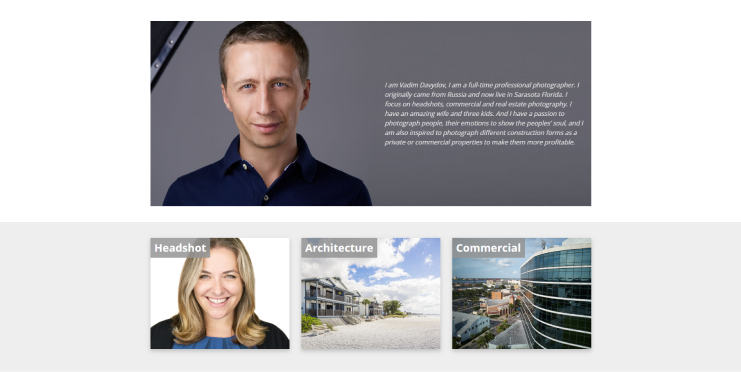 I am Vadim Davydov, I am a full-time professional photographer. I
originally came from Russia and now live in Sarasota Florida. I
focus on headshots, commercial and real estate photography. I
have an amazing wife and three kids. And I have a passion to
photograph people, their emotions to show the peoples' soul, and I
am also inspired to photograph different construction forms as a
private or commercial properties to make them more profitable.
Headshot
Architecture
Commercial